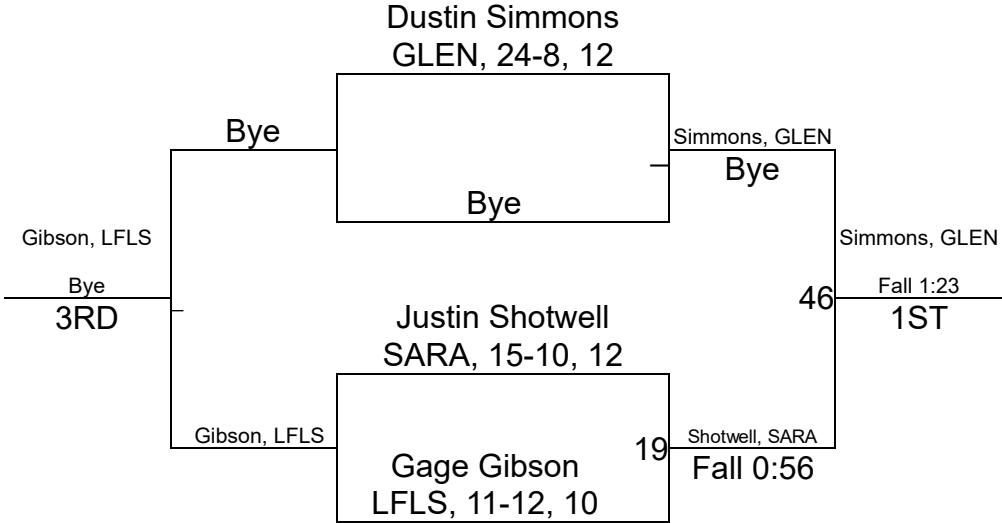 Dustin Simmons
GLEN, 24-8, 12
Bye
Simmons, GLEN
Bye
Bye
Gibson, LFLS
Bye
3RD
Simmons, GLEN
46
Fall 1:23
1ST
Justin Shotwell
SARA, 15-10, 12
Gibson, LFLS
19
Shotwell, SARA
Fall 0:56
Gage Gibson
LFLS, 11-12, 10